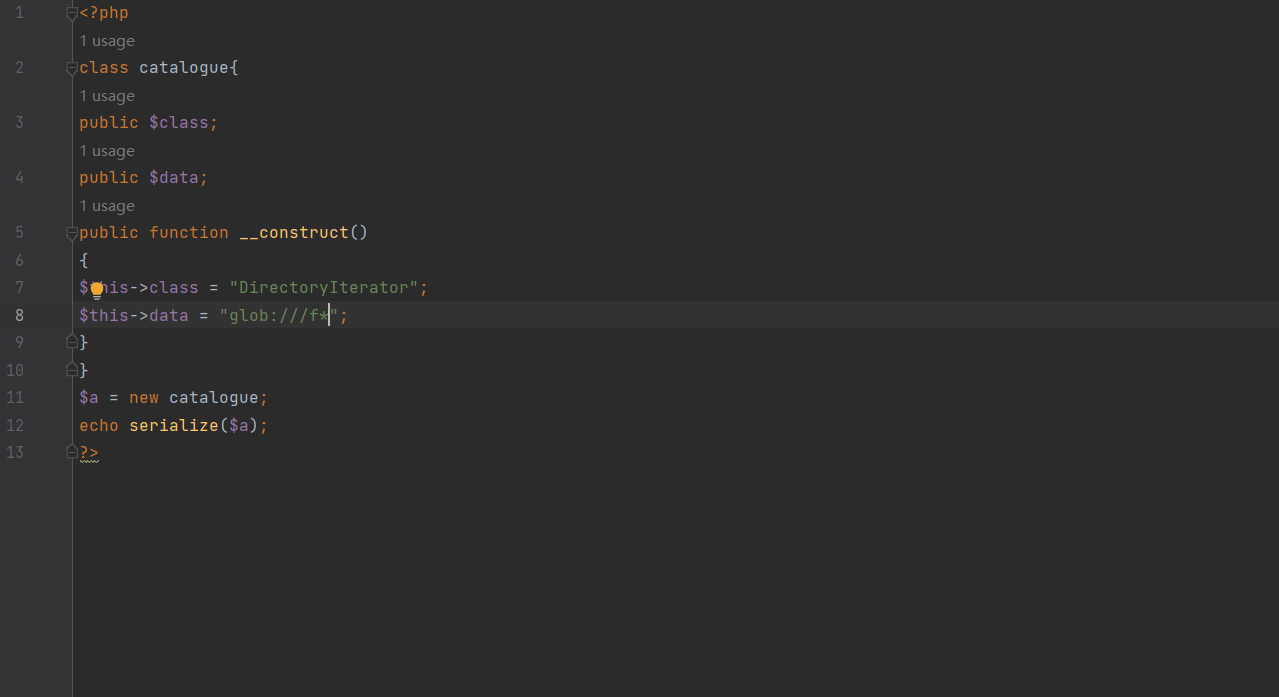 1 <?php
1 usage
2 class catalogue{
1 usage
3 public $class;
1 usage
4 public $data;
1 usage
5 public function __construct()
6 {
7 $this->class = "DirectoryIterator";
8 $this->data = "glob:///f*";
9 }
10 }
11 $a = new catalogue;
12 echo serialize($a);
13 ?>